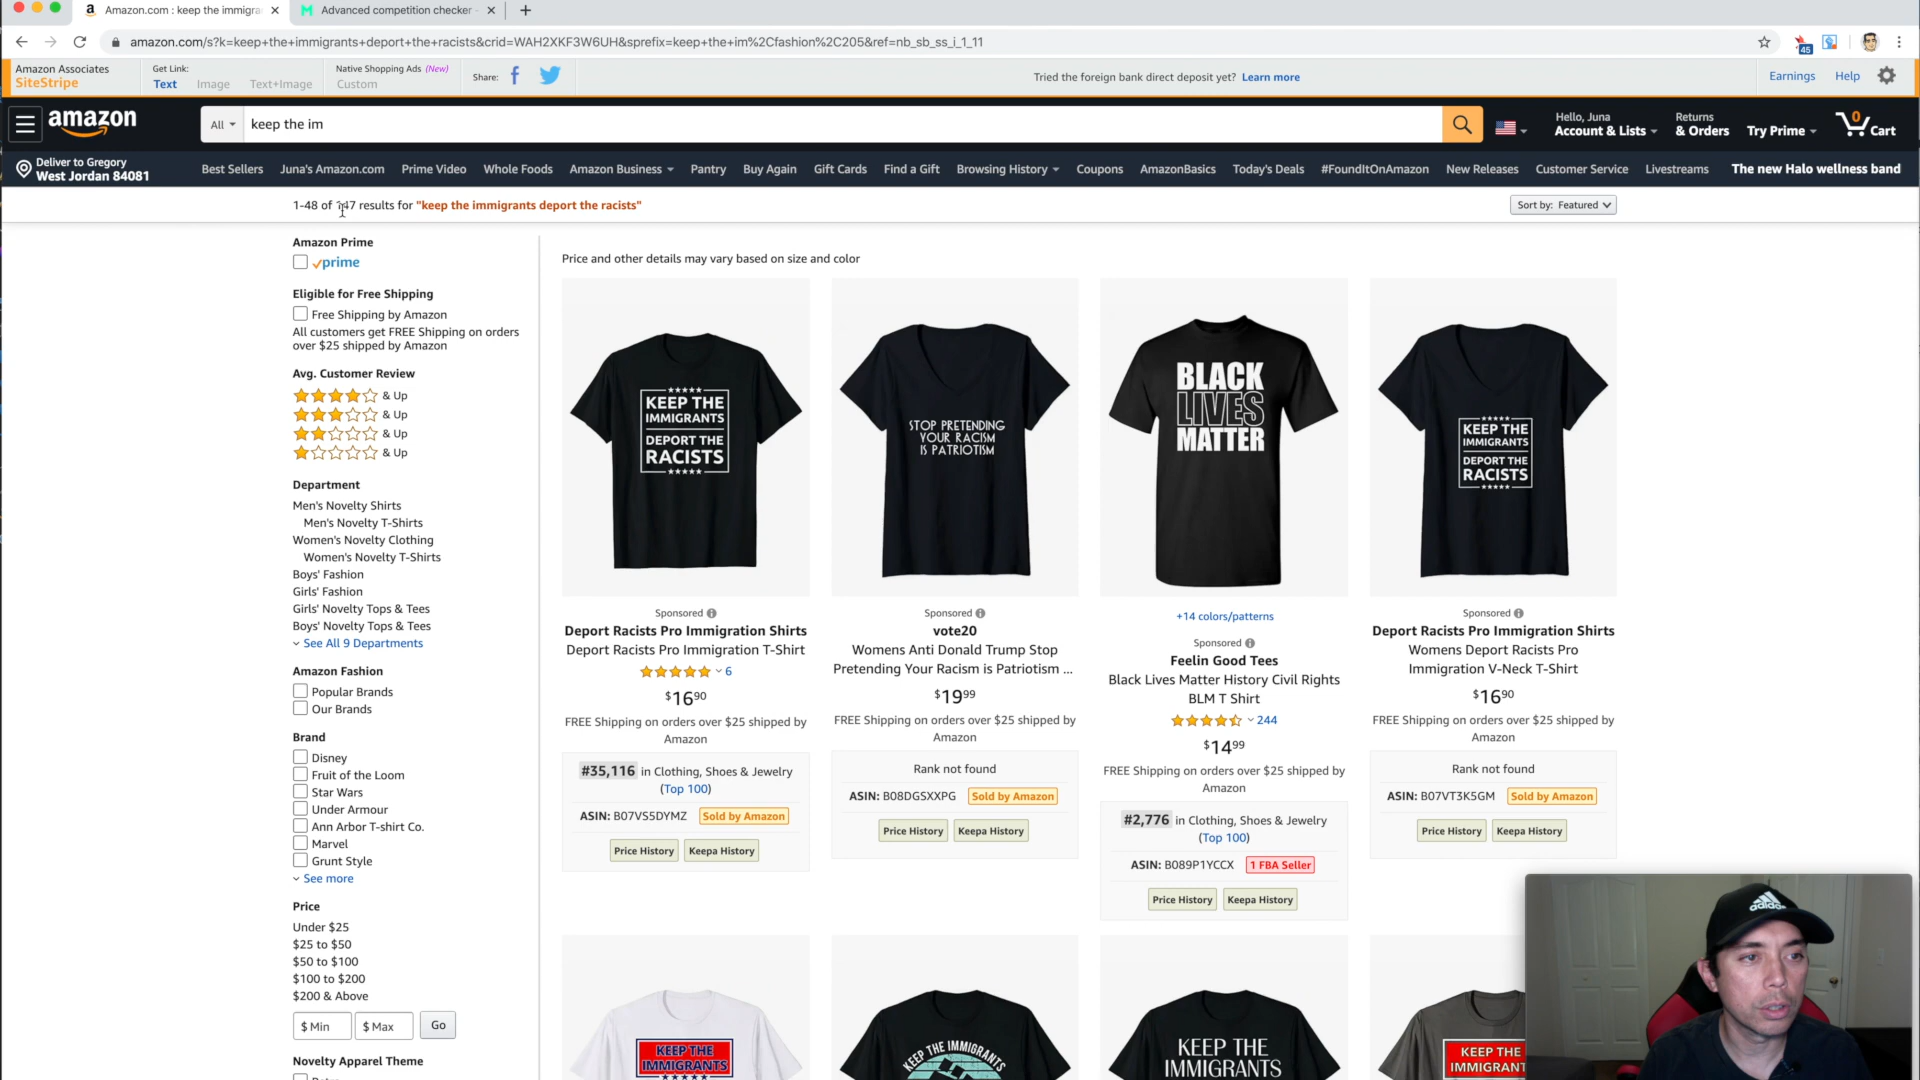 Amazon.com : keep the immigra
Advanced competition checker
amazon.com/s?k=keep+the+immigrants+deport+the+racists&crid=WAH2XKF3W6UH&sprefix=keep+the+im%2Cfashion%2C205&ref=nb_sb_ss_i_1_11
45
Amazon Associates
SiteStripe
Get Link:
Text Image Text+Image
Native Shopping Ads (New)
Custom
Share:
Tried the foreign bank direct deposit yet? Learn more
Earnings Help
amazon
All
keep the im
Hello, Juna
Account & Lists
Returns
& Orders
Try Prime
0
Cart
Deliver to Gregory
West Jordan 84081
Best Sellers Juna's Amazon.com Prime Video Whole Foods Amazon Business Pantry Buy Again Gift Cards Find a Gift Browsing History Coupons AmazonBasics Today's Deals #FoundItOnAmazon New Releases Customer Service Livestreams The new Halo wellness band
1-48 of results for "keep the immigrants deport the racists"
Sort by: Featured
Amazon Prime
prime
Eligible for Free Shipping
Free Shipping by Amazon
All customers get FREE Shipping on orders
over $25 shipped by Amazon
Avg. Customer Review
& Up
& Up
& Up
& Up
Department
Men's Novelty Shirts
Men's Novelty T-Shirts
Women's Novelty Clothing
Women's Novelty T-Shirts
Boys' Fashion
Girls' Fashion
Girls' Novelty Tops & Tees
Boys' Novelty Tops & Tees
See All 9 Departments
Amazon Fashion
Popular Brands
Our Brands
Brand
Disney
Fruit of the Loom
Star Wars
Under Armour
Ann Arbor T-shirt Co.
Marvel
Grunt Style
See more
Price
Under $25
$25 to $50
$50 to $100
$100 to $200
$200 & Above
$ Min $ Max Go
Novelty Apparel Theme
Price and other details may vary based on size and color
KEEP THE
IMMIGRANTS
DEPORT THE
RACISTS
Sponsored
Deport Racists Pro Immigration Shirts
Deport Racists Pro Immigration T-Shirt
6
$1690
FREE Shipping on orders over $25 shipped by
Amazon
#35,116 in Clothing, Shoes & Jewelry
(Top 100)
ASIN: B07VS5DYMZ Sold by Amazon
Price History Keepa History
STOP PRETENDING
YOUR RACISM
IS PATRIOTISM
Sponsored
vote20
Womens Anti Donald Trump Stop
Pretending Your Racism is Patriotism ...
$1999
FREE Shipping on orders over $25 shipped by
Amazon
Rank not found
ASIN: B08DGSXXPG Sold by Amazon
Price History Keepa History
BLACK
LIVES
MATTER
+14 colors/patterns
Sponsored
Feelin Good Tees
Black Lives Matter History Civil Rights
BLM T Shirt
244
$1499
FREE Shipping on orders over $25 shipped by
Amazon
#2,776 in Clothing, Shoes & Jewelry
(Top 100)
ASIN: B089P1YCCX 1 FBA Seller
Price History Keepa History
KEEP THE
IMMIGRANTS
DEPORT THE
RACISTS
Sponsored
Deport Racists Pro Immigration Shirts
Womens Deport Racists Pro
Immigration V-Neck T-Shirt
$1690
FREE Shipping on orders over $25 shipped by
Amazon
Rank not found
ASIN: B07VT3K5GM Sold by Amazon
Price History Keepa History
KEEP THE
IMMIGRANTS
KEEP THE IMMIGRANTS
KEEP THE
IMMIGRANTS
KEEP THE
IMMIGRANT
adidas